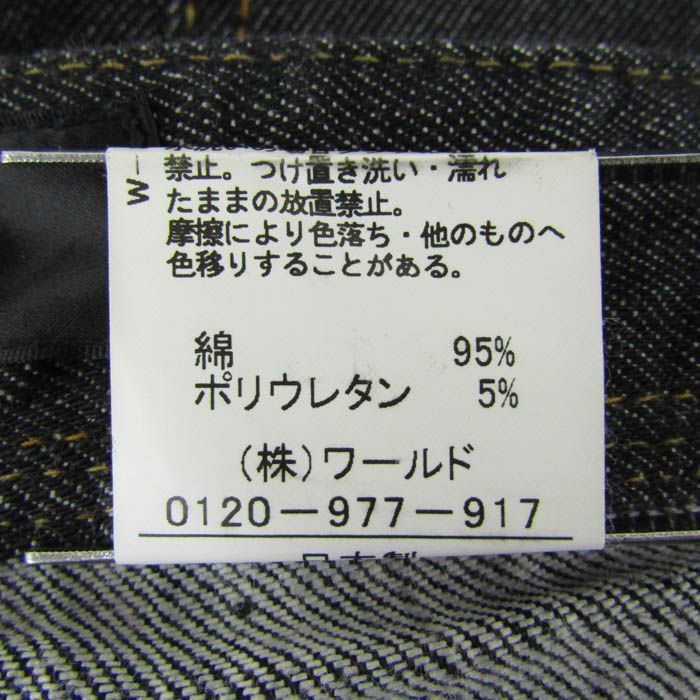 禁止。つけ置き洗い・濡れ
たままの放置禁止。
摩擦により色落ち・他のものへ
色移りすることがある。
綿 95%
ポリウレタン 5%
(株)ワールド
0120－977－917
日本製
W－